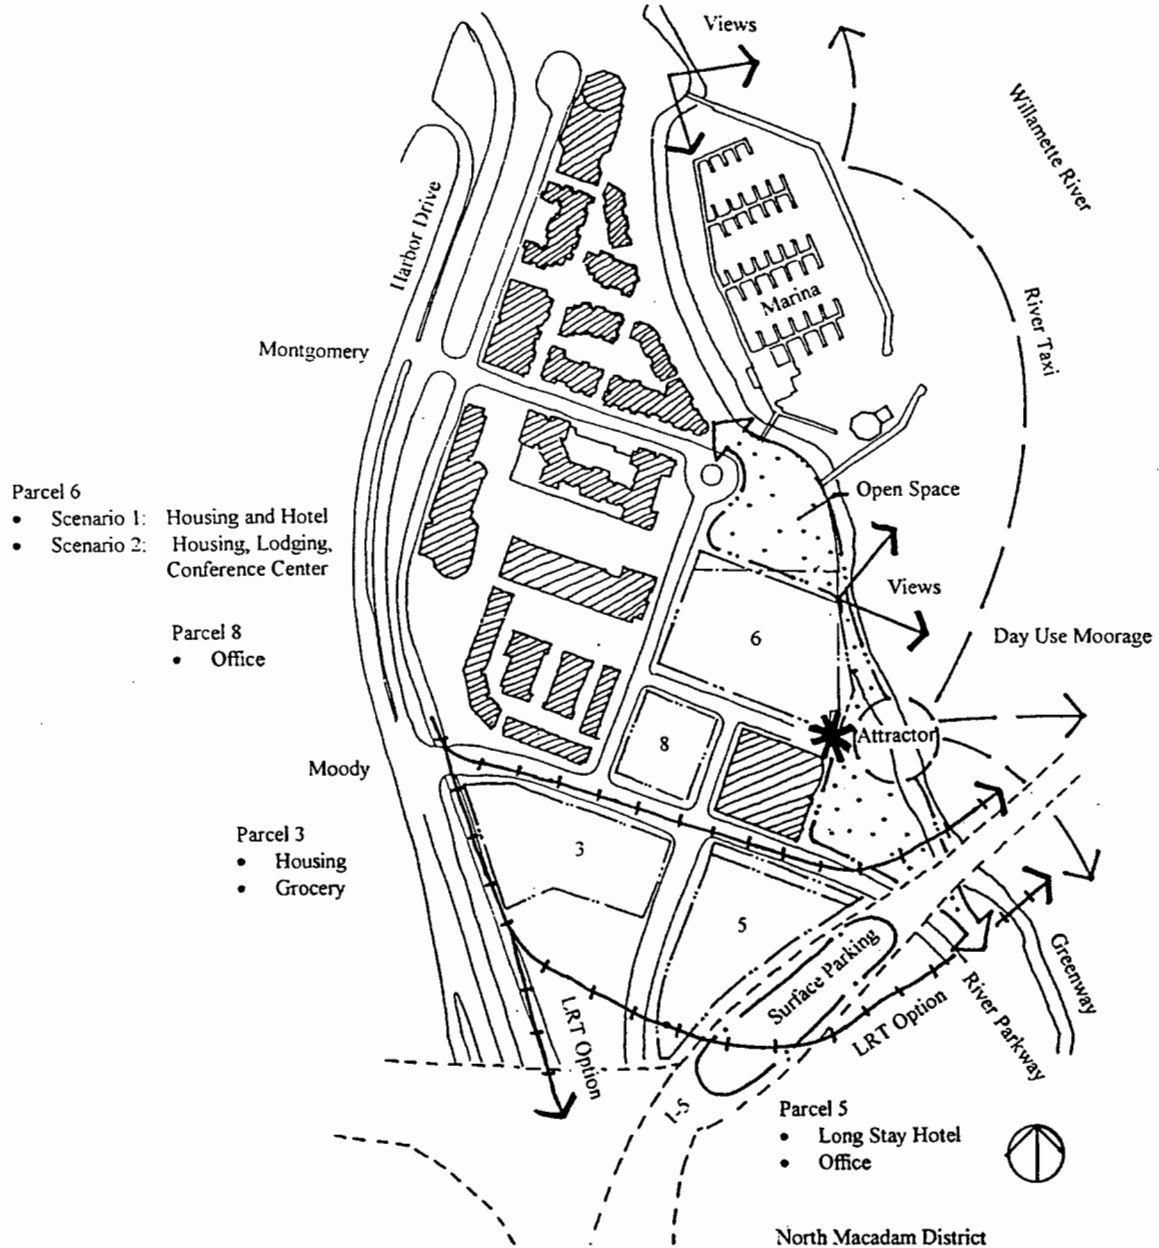 Views
Willamette River
Harbor Drive
Marina
River Taxi
Montgomery
Open Space
Parcel 6
• Scenario 1: Housing and Hotel
• Scenario 2: Housing, Lodging,
Conference Center
Views
Parcel 8
• Office
6
Day Use Moorage
8
Attractor
Moody
Parcel 3
• Housing
• Grocery
3
5
Surface Parking
Greenway
LRT Option
LRT Option
River Parkway
I-5
Parcel 5
• Long Stay Hotel
• Office
North Macadam District